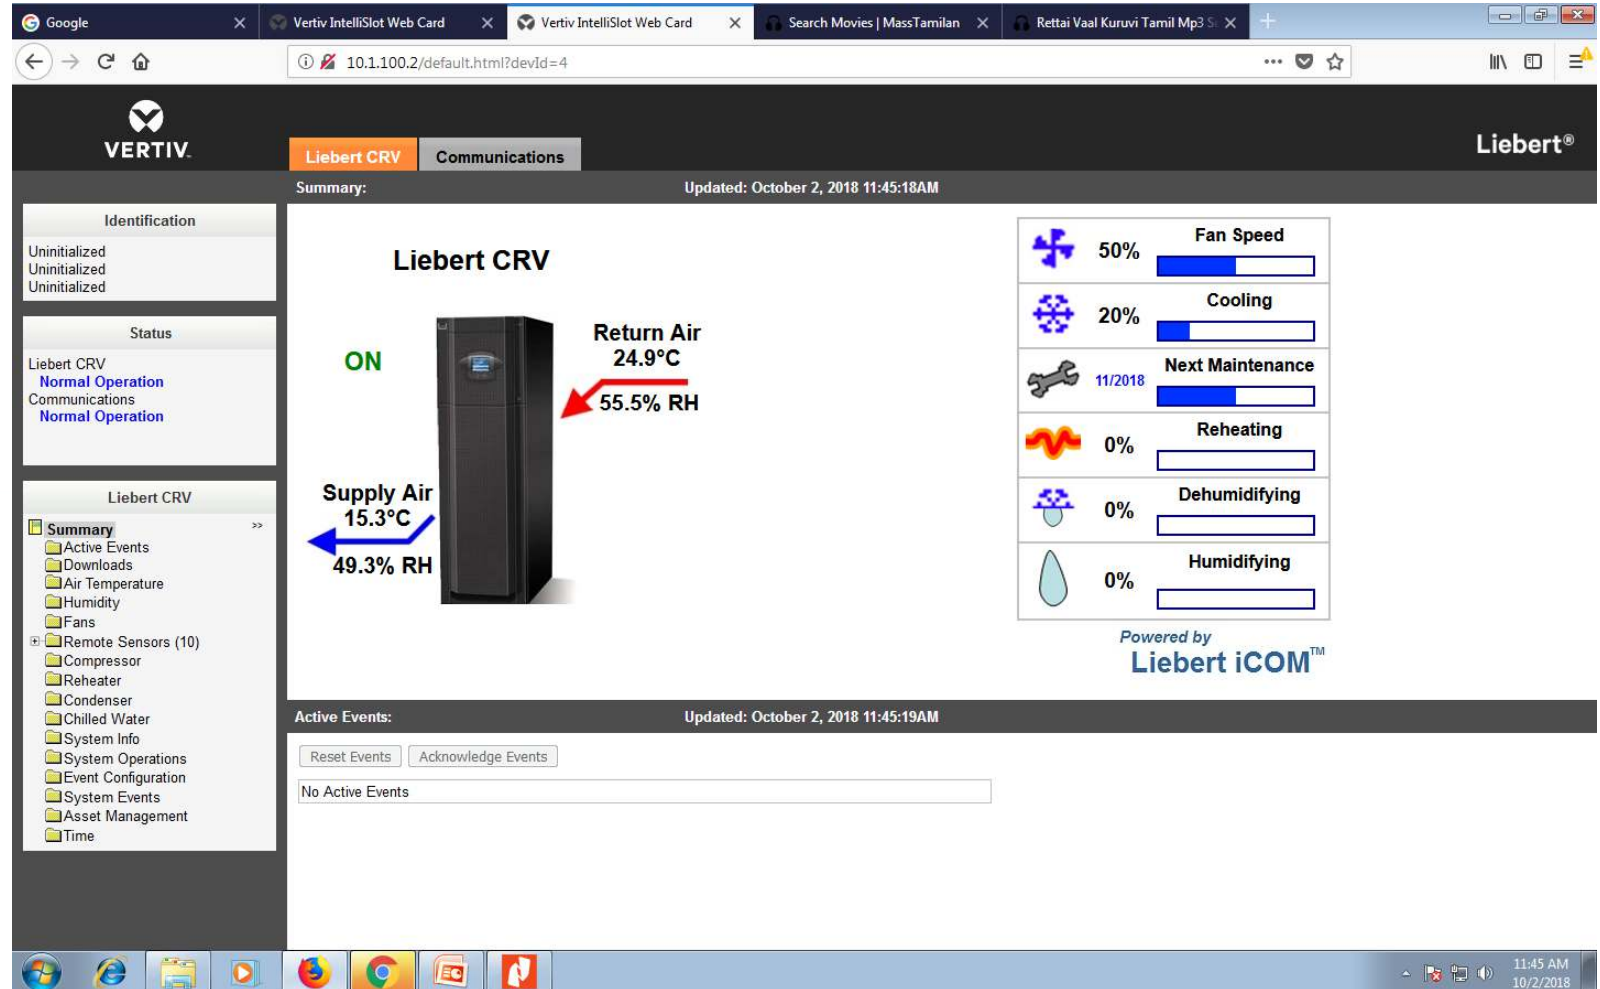 Google
Vertiv IntelliSlot Web Card
Vertiv IntelliSlot Web Card
Search Movies | MassTamilan
Rettai Vaal Kuruvi Tamil Mp3 S
10.1.100.2/default.html?devId=4
VERTIV
Liebert CRV
Communications
Liebert®
Summary:
Updated: October 2, 2018 11:45:18AM
Identification
Uninitialized
Uninitialized
Uninitialized
Status
Liebert CRV
Normal Operation
Communications
Normal Operation
Liebert CRV
Summary >>
Active Events
Downloads
Air Temperature
Humidity
Fans
Remote Sensors (10)
Compressor
Reheater
Condenser
Chilled Water
System Info
System Operations
Event Configuration
System Events
Asset Management
Time
Liebert CRV
ON
Return Air
24.9°C
55.5% RH
Supply Air
15.3°C
49.3% RH
Fan Speed
50%
Cooling
20%
Next Maintenance
11/2018
Reheating
0%
Dehumidifying
0%
Humidifying
0%
Powered by
Liebert iCOM™
Active Events:
Updated: October 2, 2018 11:45:19AM
Reset Events
Acknowledge Events
No Active Events
11:45 AM
10/2/2018